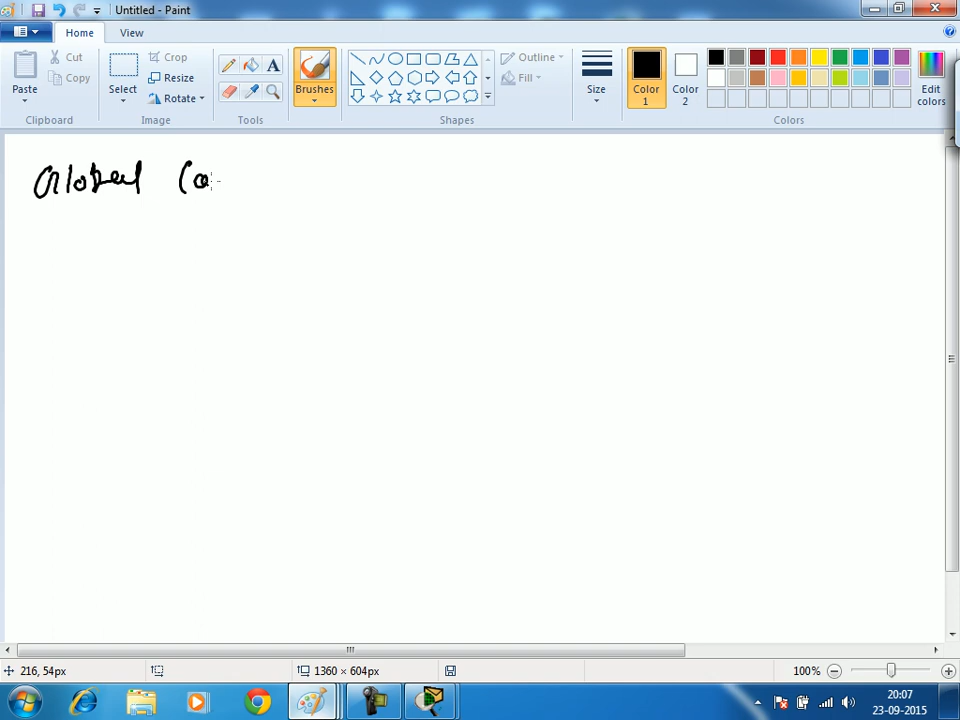 Untitled - Paint
Home
View
Paste
Cut
Copy
Clipboard
Select
Crop
Resize
Rotate
Image
Tools
Brushes
Outline
Fill
Shapes
Size
Color 1
Color 2
Edit colors
Colors
Global Co
216, 54px
1360 × 604px
100%
20:07
23-09-2015